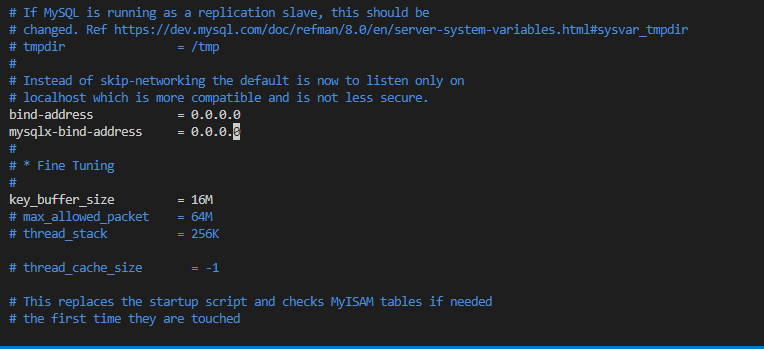 # If MySQL is running as a replication slave, this should be
# changed. Ref https://dev.mysql.com/doc/refman/8.0/en/server-system-variables.html#sysvar_tmpdir
# tmpdir = /tmp
#
# Instead of skip-networking the default is now to listen only on
# localhost which is more compatible and is not less secure.
bind-address = 0.0.0.0
mysqlx-bind-address = 0.0.0.0
#
# * Fine Tuning
#
key_buffer_size = 16M
# max_allowed_packet = 64M
# thread_stack = 256K
# thread_cache_size = -1
# This replaces the startup script and checks MyISAM tables if needed
# the first time they are touched